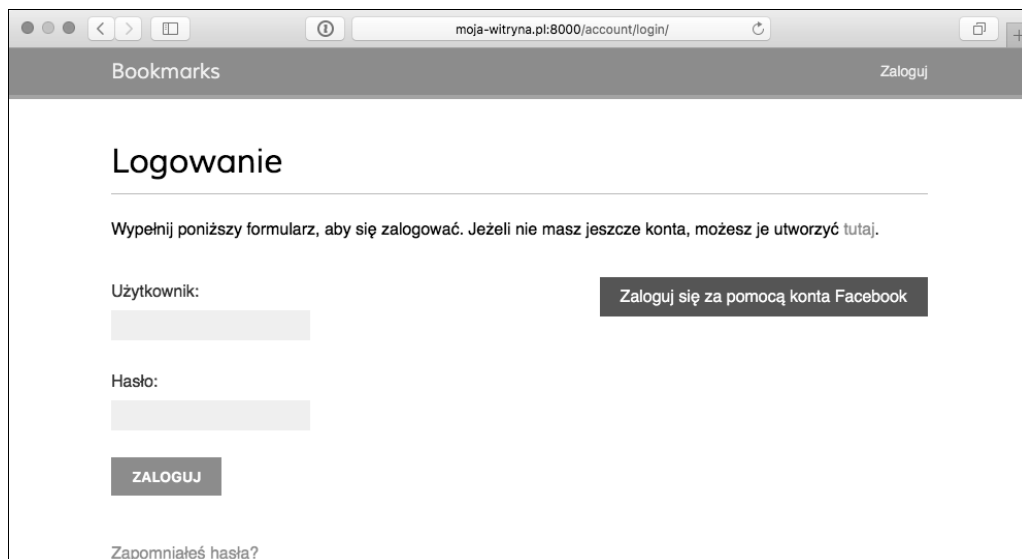 moja-witryna.pl:8000/account/login/
Bookmarks
Zaloguj
Logowanie
Wypełnij poniższy formularz, aby się zalogować. Jeżeli nie masz jeszcze konta, możesz je utworzyć tutaj.
Użytkownik:
Zaloguj się za pomocą konta Facebook
Hasło:
ZALOGUJ
Zapomniałeś hasła?